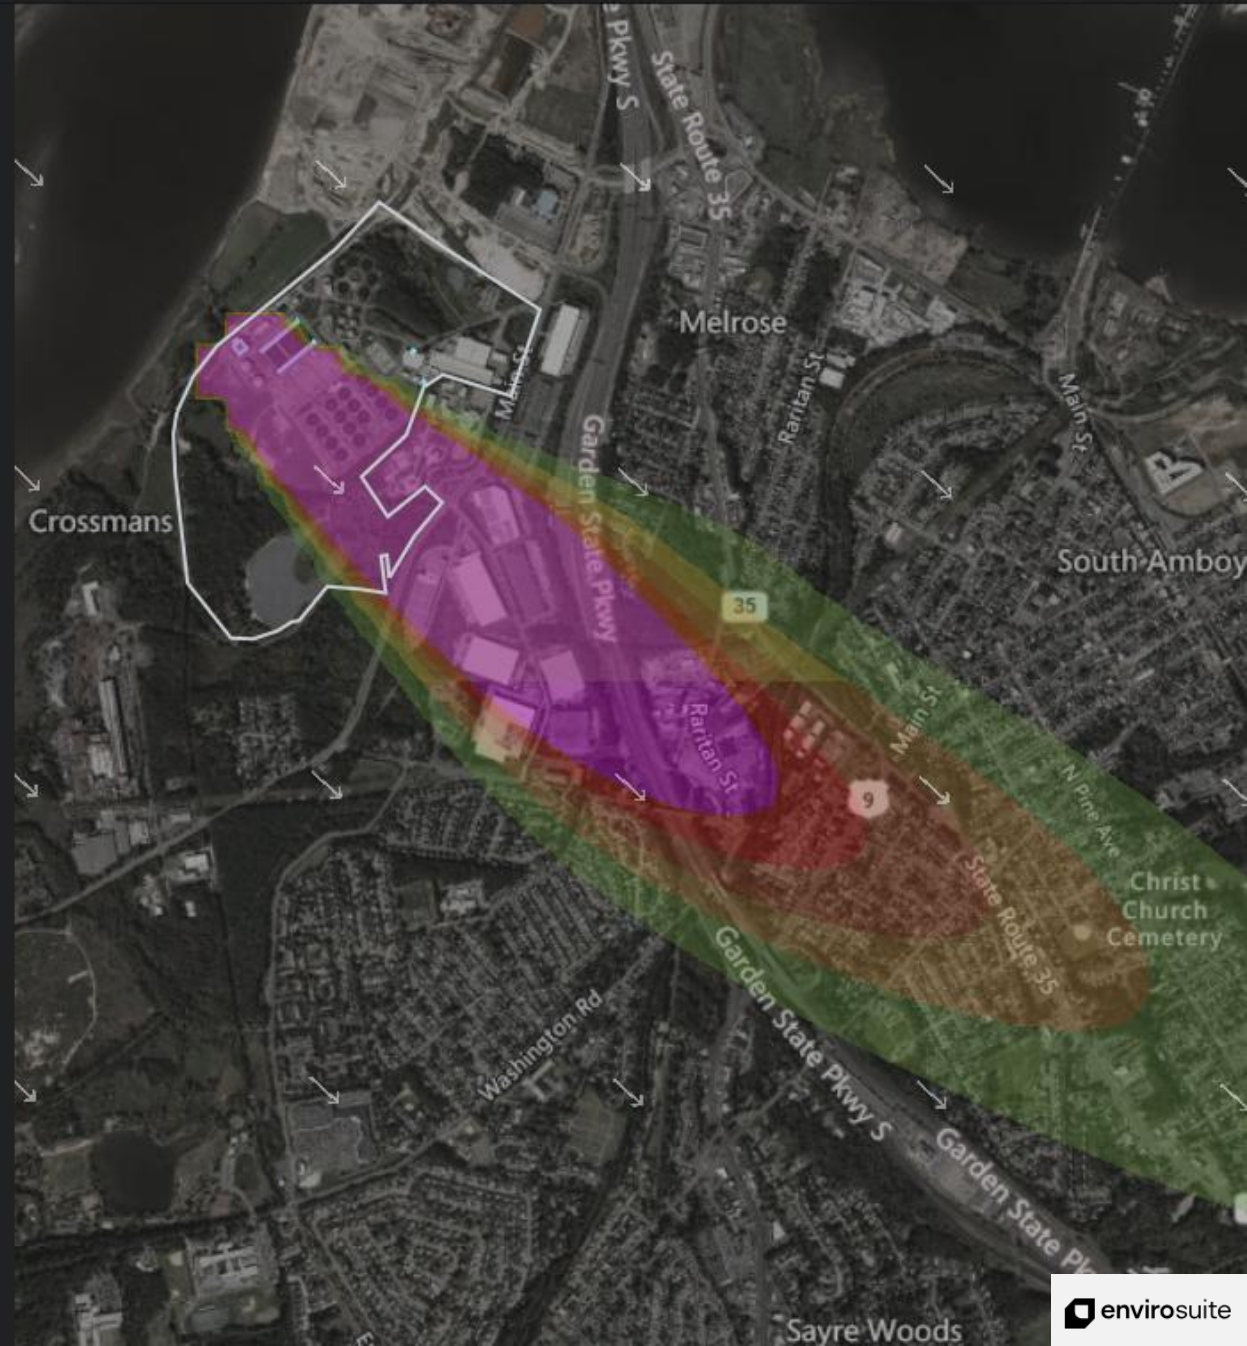 e Pkwy S
State Route 35
Melrose
Main St
Raritan St
Main St
Garden State Pkwy
Crossmans
South Amboy
35
Main St
Raritan St
N Pine Ave
9
State Route 35
Christ
Church
Cemetery
Garden State Pkwy S
Washington Rd
Garden State Pk
Sayre Woods
envirosuite